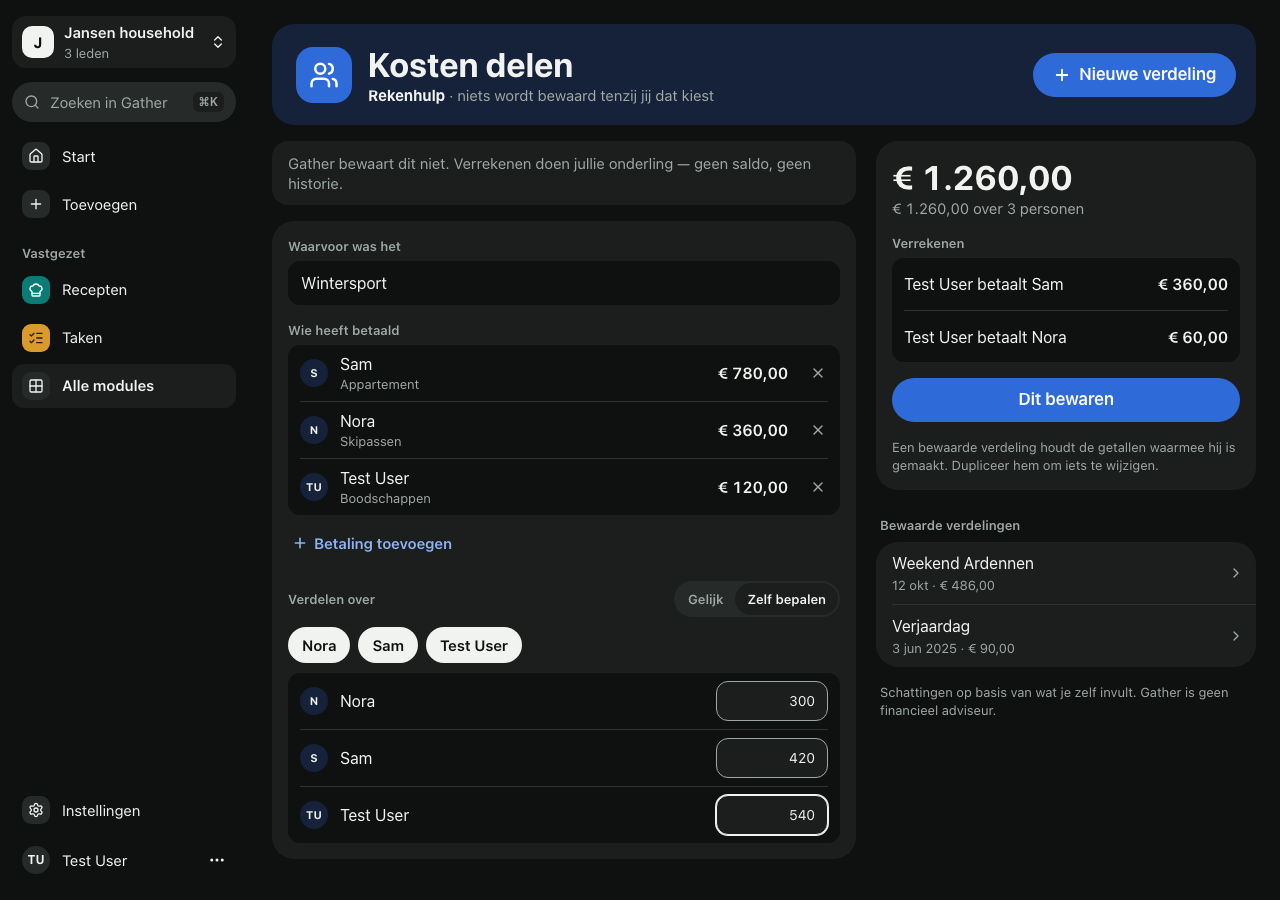 J
Jansen household
3 leden
Zoeken in Gather
⌘K
Start
Toevoegen
Vastgezet
Recepten
Taken
Alle modules
Instellingen
TU
Test User
Kosten delen
Rekenhulp · niets wordt bewaard tenzij jij dat kiest
Nieuwe verdeling
Gather bewaart dit niet. Verrekenen doen jullie onderling — geen saldo, geen
historie.
Waarvoor was het
Wintersport
Wie heeft betaald
S
Sam
Appartement
€ 780,00
N
Nora
Skipassen
€ 360,00
TU
Test User
Boodschappen
€ 120,00
Betaling toevoegen
Verdelen over
Gelijk
Zelf bepalen
Nora
Sam
Test User
N
Nora
300
S
Sam
420
TU
Test User
540
€ 1.260,00
€ 1.260,00 over 3 personen
Verrekenen
Test User betaalt Sam
€ 360,00
Test User betaalt Nora
€ 60,00
Dit bewaren
Een bewaarde verdeling houdt de getallen waarmee hij is
gemaakt. Dupliceer hem om iets te wijzigen.
Bewaarde verdelingen
Weekend Ardennen
12 okt · € 486,00
Verjaardag
3 jun 2025 · € 90,00
Schattingen op basis van wat je zelf invult. Gather is geen
financieel adviseur.